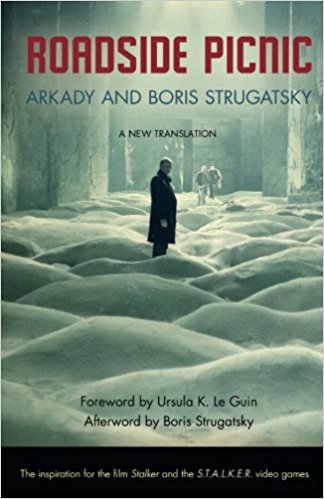 ROADSIDE PICNIC
ARKADY AND BORIS STRUGATSKY
A NEW TRANSLATION
Foreword by Ursula K. Le Guin
Afterword by Boris Strugatsky
The inspiration for the film Stalker and the S.T.A.L.K.E.R. video games